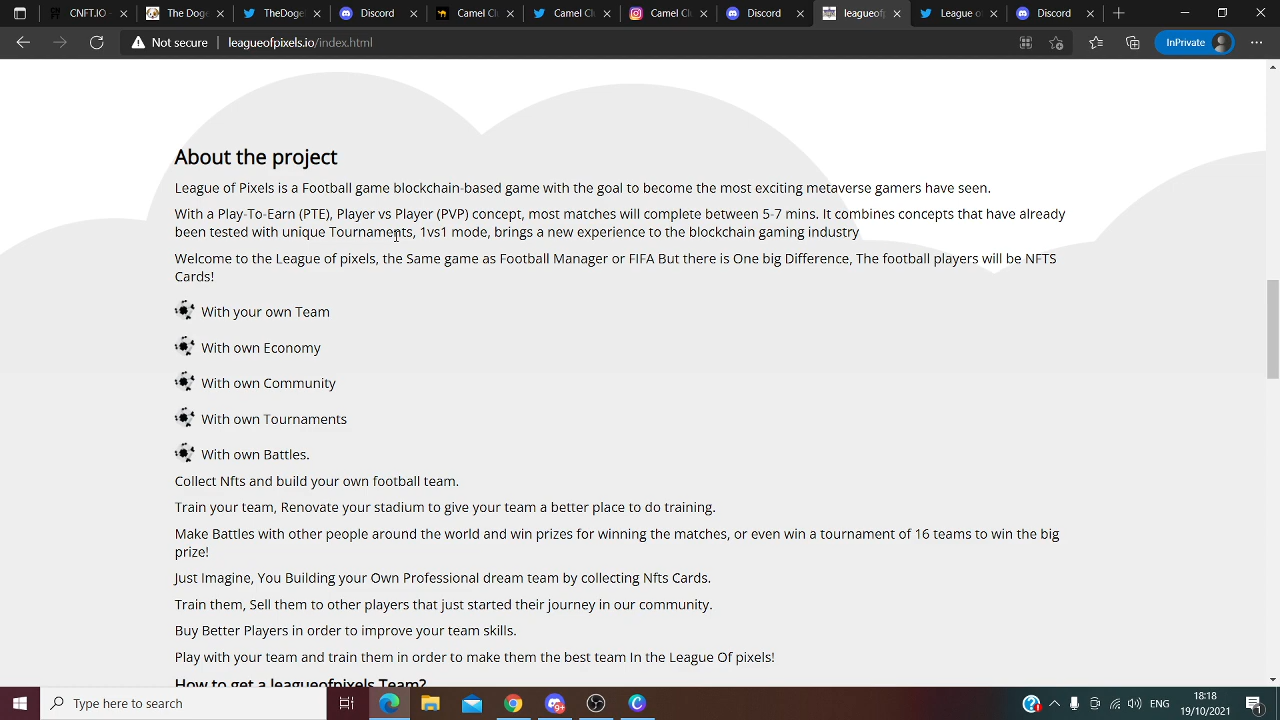 CNFT.IO -
The Doge
TheDogel
Discord
Camel Clu
Camel Clu
Camel Clu
Discord
leagueofp
League o
Discord
Not secure
leagueofpixels.io/index.html
InPrivate
About the project
League of Pixels is a Football game blockchain-based game with the goal to become the most exciting metaverse gamers have seen.
With a Play-To-Earn (PTE), Player vs Player (PVP) concept, most matches will complete between 5-7 mins. It combines concepts that have already
been tested with unique Tournaments, 1vs1 mode, brings a new experience to the blockchain gaming industry
Welcome to the League of pixels, the Same game as Football Manager or FIFA But there is One big Difference, The football players will be NFTS
Cards!
With your own Team
With own Economy
With own Community
With own Tournaments
With own Battles.
Collect Nfts and build your own football team.
Train your team, Renovate your stadium to give your team a better place to do training.
Make Battles with other people around the world and win prizes for winning the matches, or even win a tournament of 16 teams to win the big
prize!
Just Imagine, You Building your Own Professional dream team by collecting Nfts Cards.
Train them, Sell them to other players that just started their journey in our community.
Buy Better Players in order to improve your team skills.
Play with your team and train them in order to make them the best team In the League Of pixels!
How to get a leagueofpixels Team?
Type here to search
ENG
18:18
19/10/2021